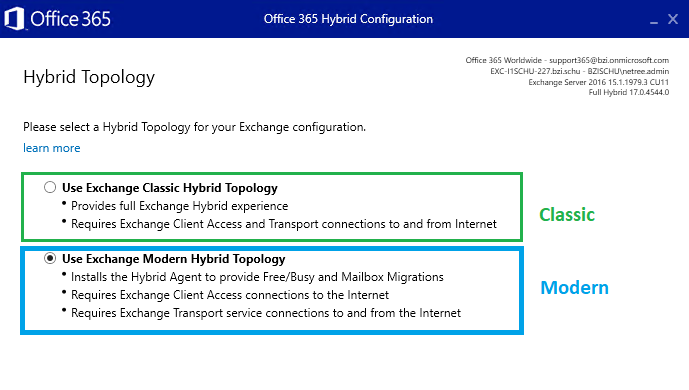 Office 365
Office 365 Hybrid Configuration
Hybrid Topology
Office 365 Worldwide - support365@bzi.onmicrosoft.com
EXC-I1SCHU-227.bzi.schu - BZISCHU\netree.admin
Exchange Server 2016 15.1.1979.3 CU11
Full Hybrid 17.0.4544.0
Please select a Hybrid Topology for your Exchange configuration.
learn more
Use Exchange Classic Hybrid Topology
• Provides full Exchange Hybrid experience
• Requires Exchange Client Access and Transport connections to and from Internet
Classic
Use Exchange Modern Hybrid Topology
• Installs the Hybrid Agent to provide Free/Busy and Mailbox Migrations
• Requires Exchange Client Access connections to the Internet
• Requires Exchange Transport service connections to and from the Internet
Modern